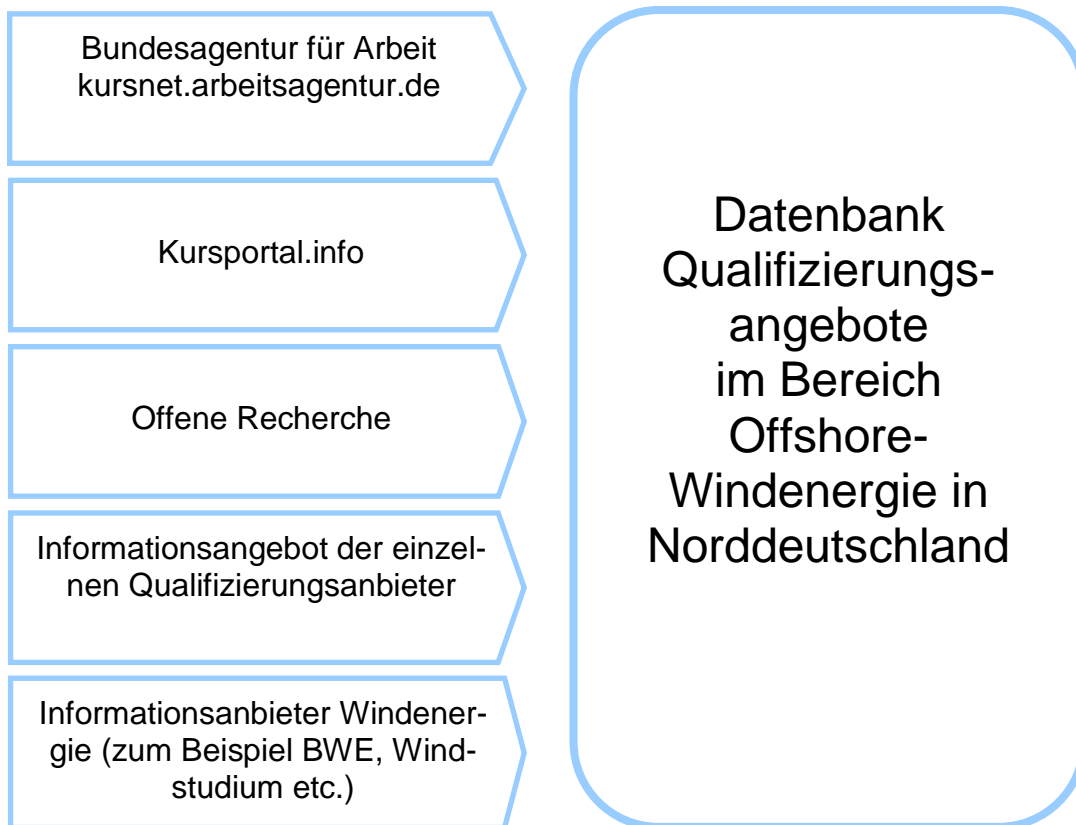 Bundesagentur für Arbeit
kursnet.arbeitsagentur.de
Kursportal.info
Offene Recherche
Informationsangebot der einzel-
nen Qualifizierungsanbieter
Informationsanbieter Windener-
gie (zum Beispiel BWE, Wind-
studium etc.)
Datenbank
Qualifizierungs-
angebote
im Bereich
Offshore-
Windenergie in
Norddeutschland